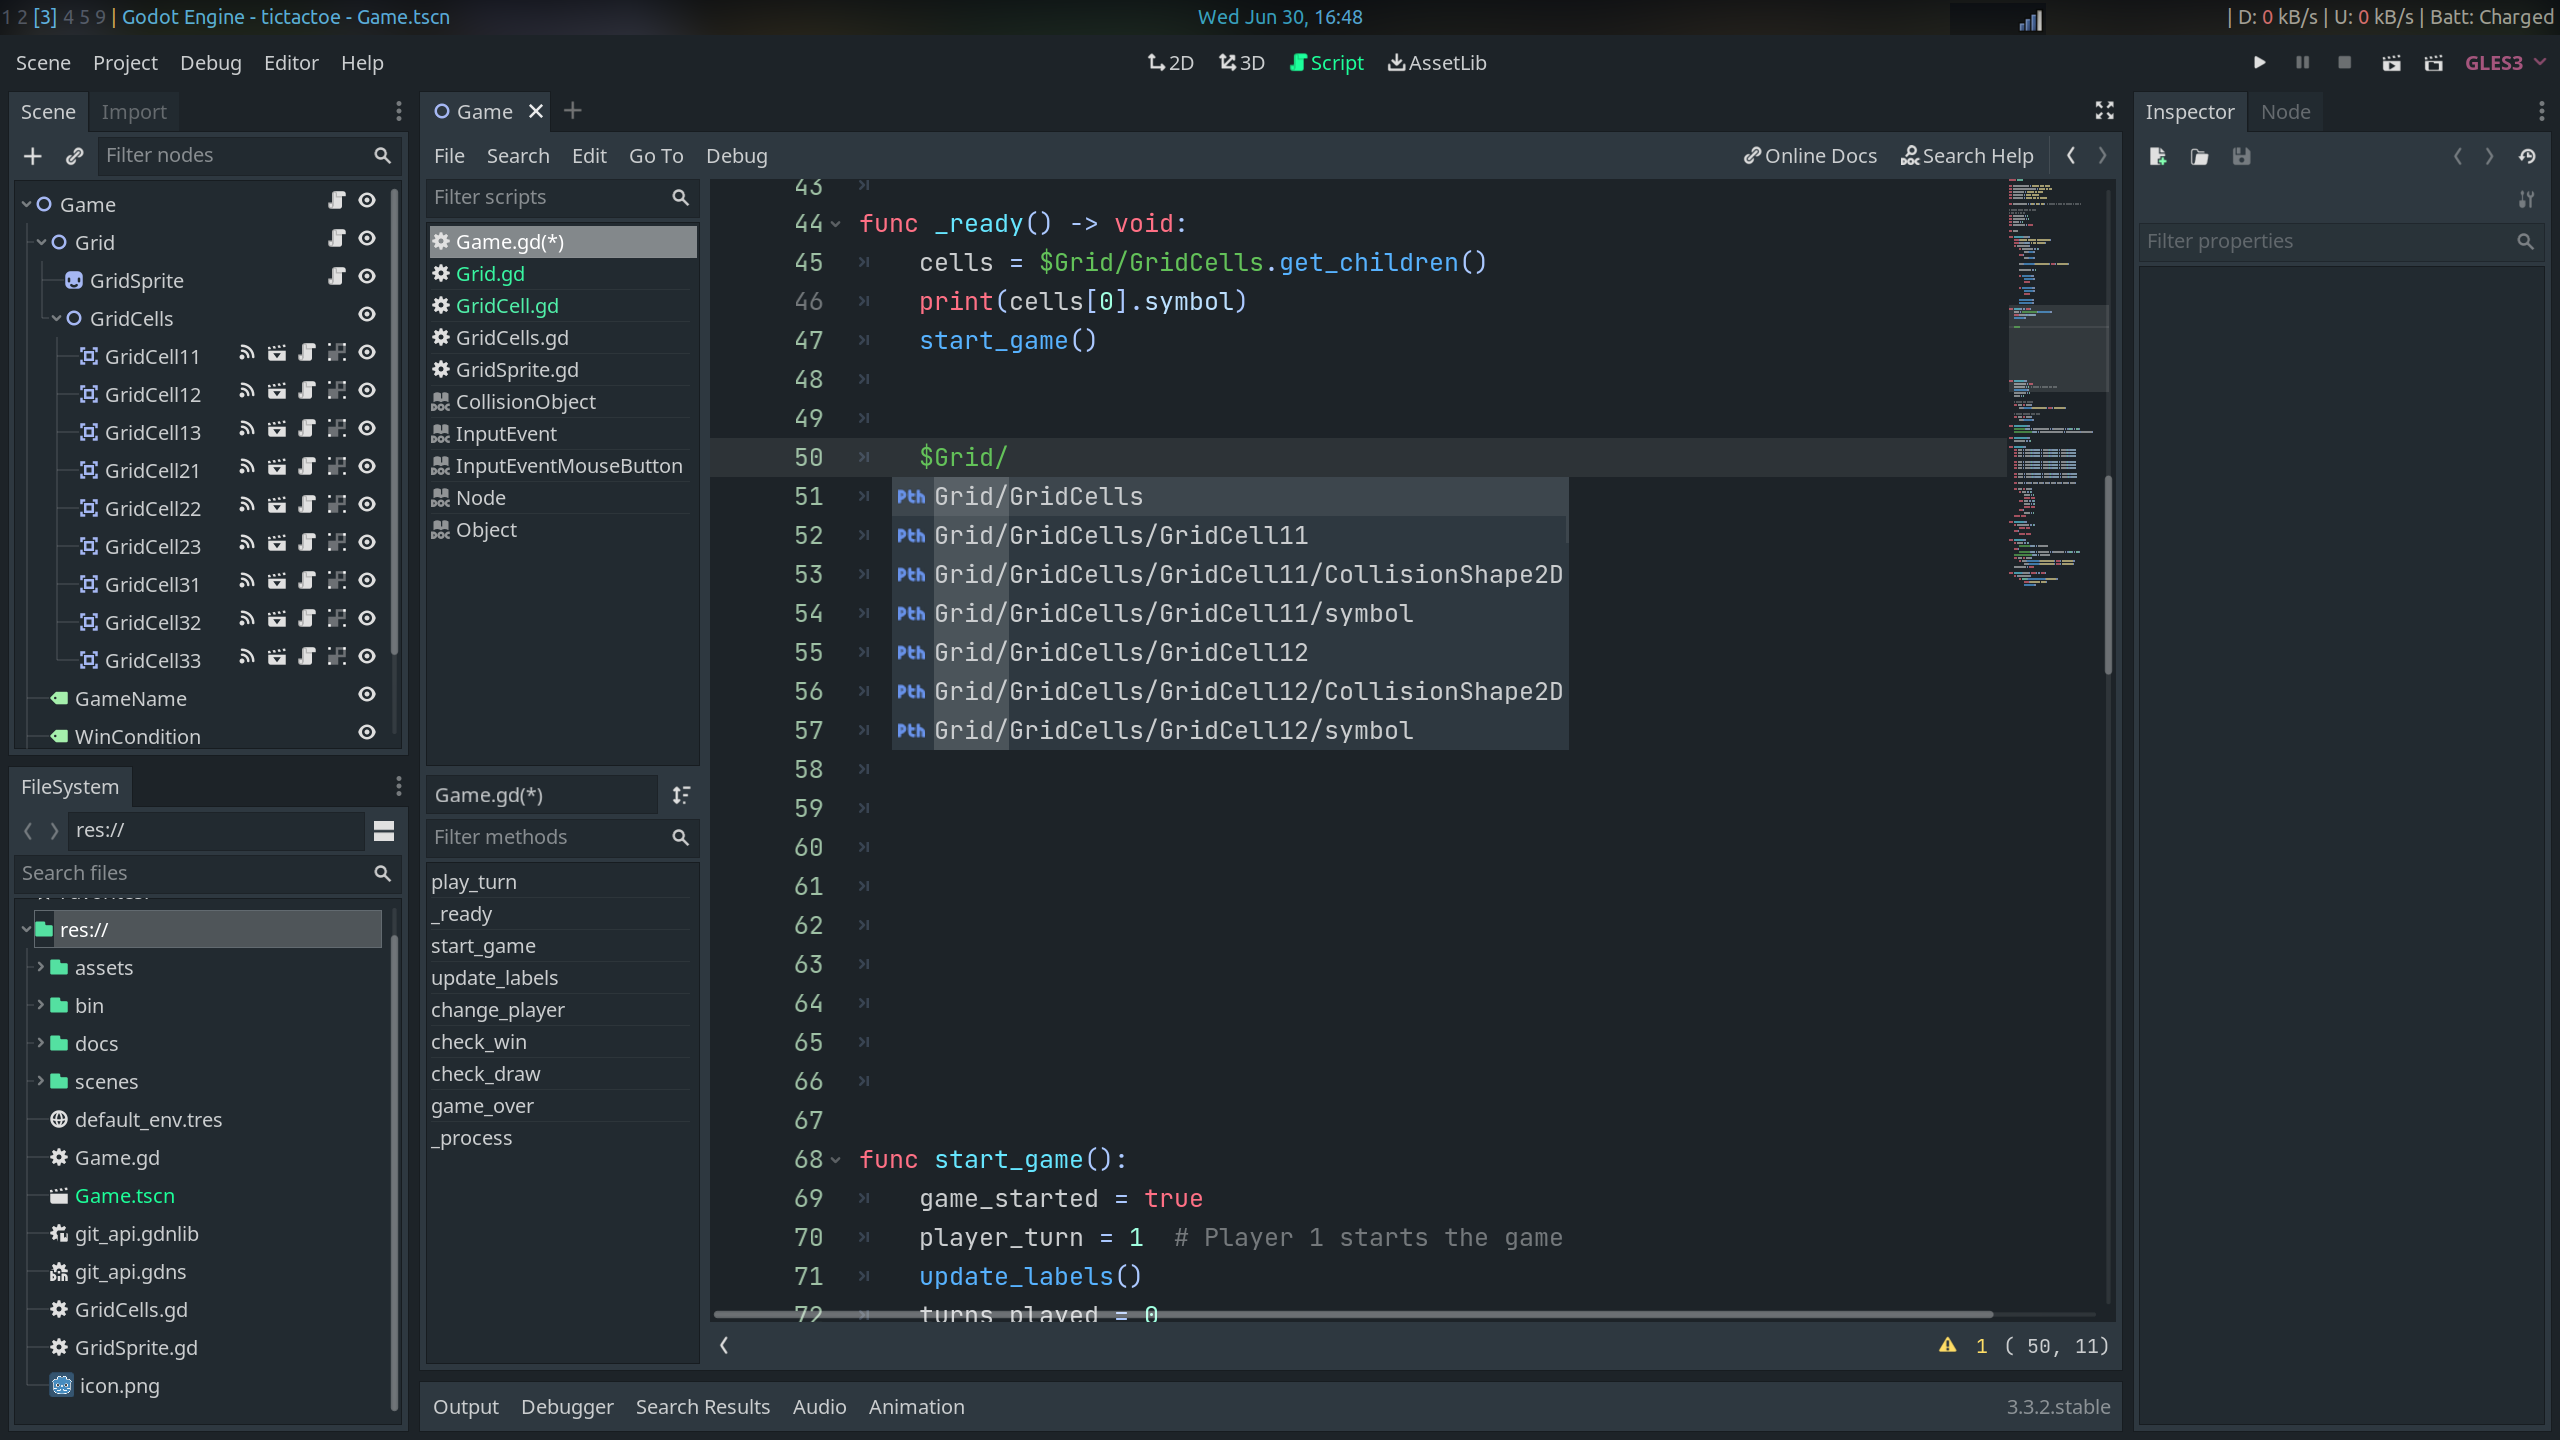 1 2 [3] 4 5 9 | Godot Engine - tictactoe - Game.tscn
Wed Jun 30, 16:48
| D: 0 kB/s | U: 0 kB/s | Batt: Charged
Scene Project Debug Editor Help
2D 3D Script AssetLib
GLES3
Scene Import
Filter nodes
Game
Grid
GridSprite
GridCells
GridCell11
GridCell12
GridCell13
GridCell21
GridCell22
GridCell23
GridCell31
GridCell32
GridCell33
GameName
WinCondition
FileSystem
res://
Search files
res://
assets
bin
docs
scenes
default_env.tres
Game.gd
Game.tscn
git_api.gdnlib
git_api.gdns
GridCells.gd
GridSprite.gd
icon.png
Game
File Search Edit Go To Debug
Online Docs Search Help
Filter scripts
Game.gd(*)
Grid.gd
GridCell.gd
GridCells.gd
GridSprite.gd
DOC CollisionObject
DOC InputEvent
DOC InputEventMouseButton
DOC Node
DOC Object
Game.gd(*)
Filter methods
play_turn
_ready
start_game
update_labels
change_player
check_win
check_draw
game_over
_process
43
44 func _ready() -> void:
45 cells = $Grid/GridCells.get_children()
46 print(cells[0].symbol)
47 start_game()
48
49
50 $Grid/
51 Pth Grid/GridCells
52 Pth Grid/GridCells/GridCell11
53 Pth Grid/GridCells/GridCell11/CollisionShape2D
54 Pth Grid/GridCells/GridCell11/symbol
55 Pth Grid/GridCells/GridCell12
56 Pth Grid/GridCells/GridCell12/CollisionShape2D
57 Pth Grid/GridCells/GridCell12/symbol
58
59
60
61
62
63
64
65
66
67
68 func start_game():
69 game_started = true
70 player_turn = 1 # Player 1 starts the game
71 update_labels()
72 turns_played = 0
1 ( 50, 11)
Output Debugger Search Results Audio Animation
3.3.2.stable
Inspector Node
Filter properties